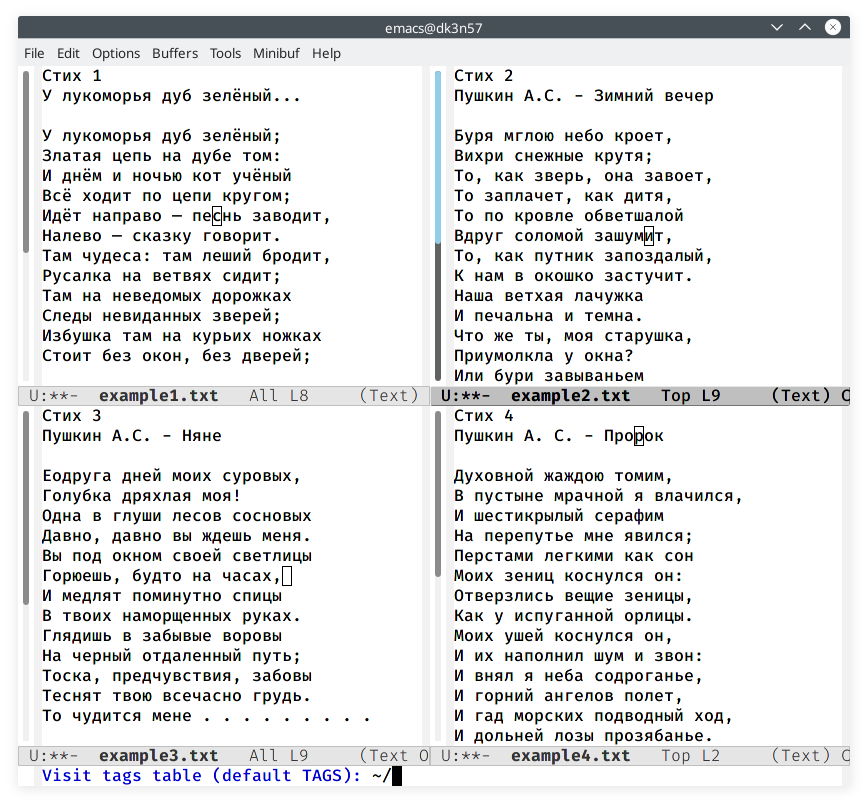 emacs@dk3n57
File Edit Options Buffers Tools Minibuf Help
Стих 1
У лукоморья дуб зелёный...
У лукоморья дуб зелёный;
Златая цепь на дубе том:
И днём и ночью кот учёный
Всё ходит по цепи кругом;
Идёт направо — песнь заводит,
Налево — сказку говорит.
Там чудеса: там леший бродит,
Русалка на ветвях сидит;
Там на неведомых дорожках
Следы невиданных зверей;
Избушка там на курьих ножках
Стоит без окон, без дверей;
U:**- example1.txt All L8 (Text)
Стих 2
Пушкин А.С. - Зимний вечер
Буря мглою небо кроет,
Вихри снежные крутя;
То, как зверь, она завоет,
То заплачет, как дитя,
То по кровле обветшалой
Вдруг соломой зашумит,
То, как путник запоздалый,
К нам в окошко застучит.
Наша ветхая лачужка
И печальна и темна.
Что же ты, моя старушка,
Приумолкла у окна?
Или бури завываньем
U:**- example2.txt Top L9 (Text) C
Стих 3
Пушкин А.С. - Няне
Еодруга дней моих суровых,
Голубка дряхлая моя!
Одна в глуши лесов сосновых
Давно, давно вы ждешь меня.
Вы под окном своей светлицы
Горюешь, будто на часах,
И медлят поминутно спицы
В твоих наморщенных руках.
Глядишь в забывые воровы
На черный отдаленный путь;
Тоска, предчувствия, забовы
Теснят твою всечасно грудь.
То чудится мене . . . . . . . . .
U:**- example3.txt All L9 (Text O
Стих 4
Пушкин А. С. - Пророк
Духовной жаждою томим,
В пустыне мрачной я влачился,
И шестикрылый серафим
На перепутье мне явился;
Перстами легкими как сон
Моих зениц коснулся он:
Отверзлись вещие зеницы,
Как у испуганной орлицы.
Моих ушей коснулся он,
И их наполнил шум и звон:
И внял я неба содроганье,
И горний ангелов полет,
И гад морских подводный ход,
И дольней лозы прозябанье.
U:**- example4.txt Top L2 (Text) C
Visit tags table (default TAGS): ~/